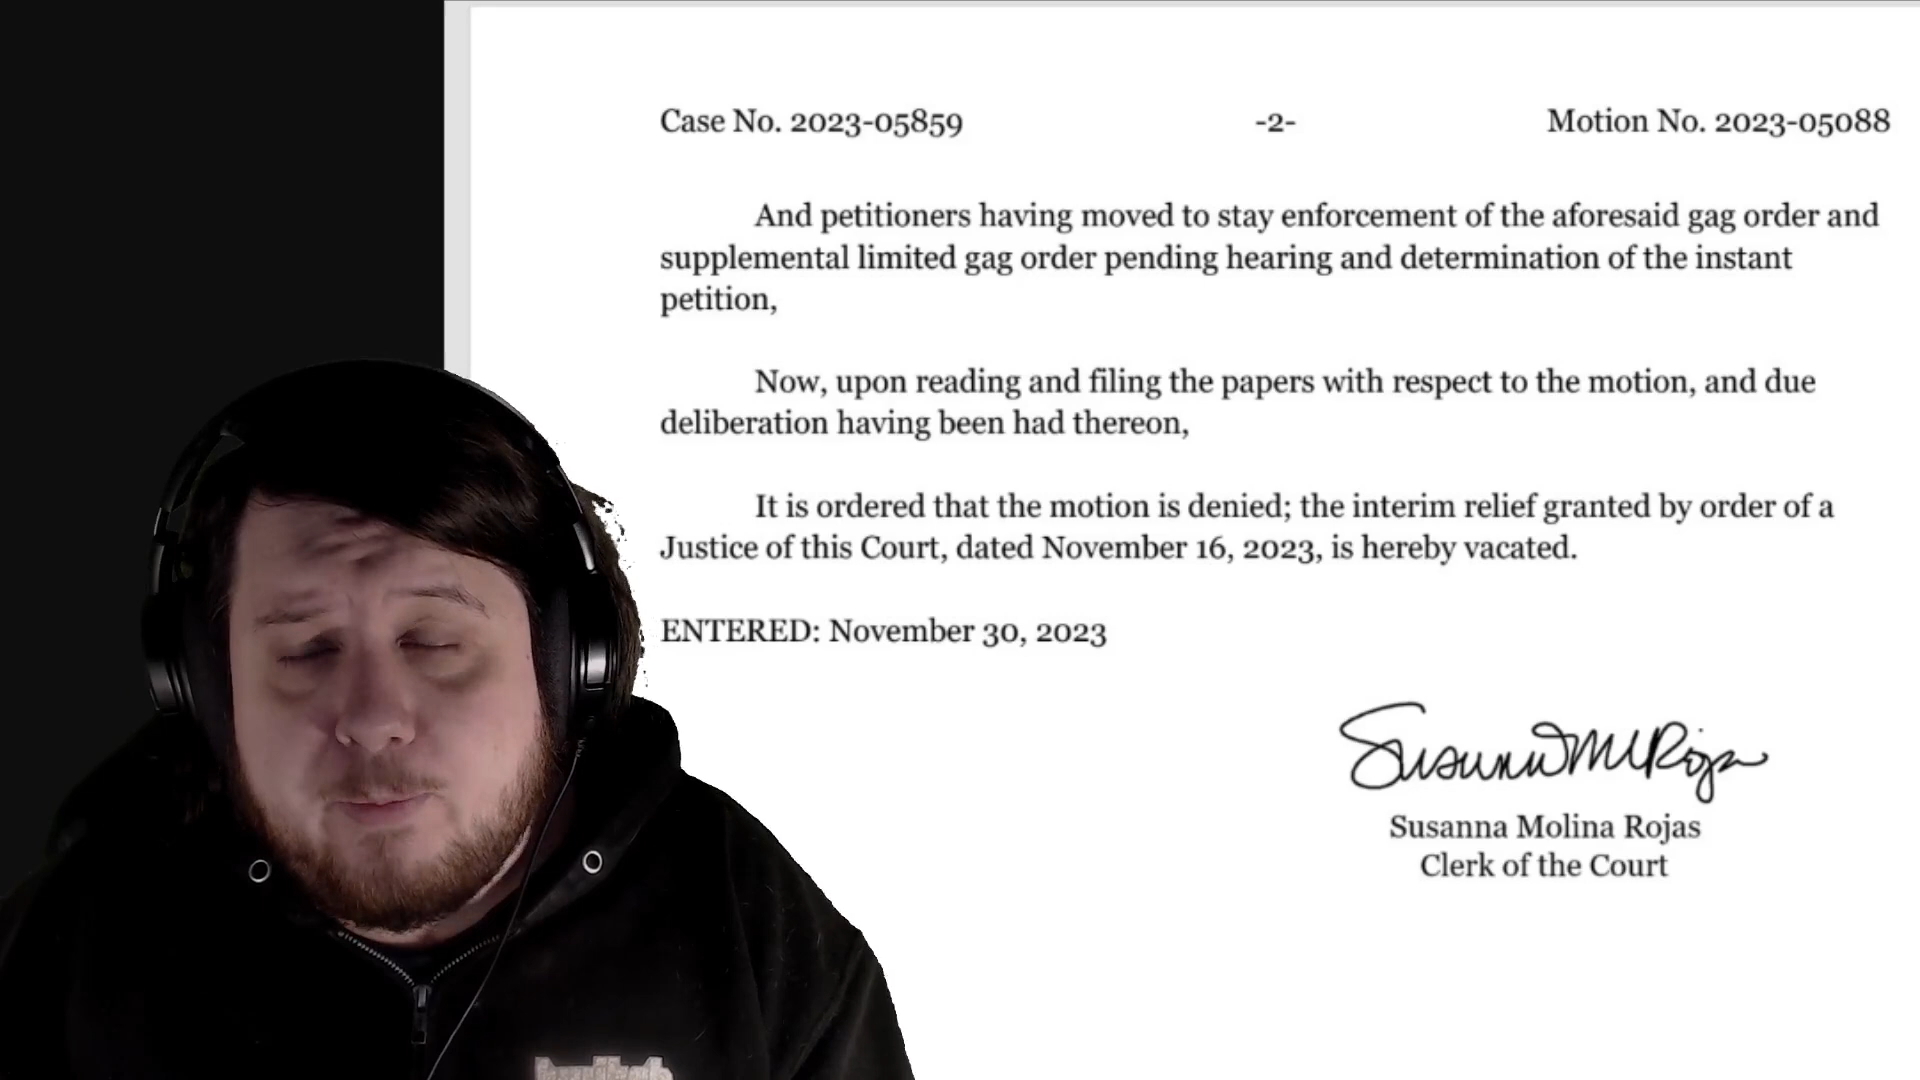 Case No. 2023-05859 -2- Motion No. 2023-05088
And petitioners having moved to stay enforcement of the aforesaid gag order and
supplemental limited gag order pending hearing and determination of the instant
petition,
Now, upon reading and filing the papers with respect to the motion, and due
deliberation having been had thereon,
It is ordered that the motion is denied; the interim relief granted by order of a
Justice of this Court, dated November 16, 2023, is hereby vacated.
ENTERED: November 30, 2023
Susanna M Rojas
Susanna Molina Rojas
Clerk of the Court